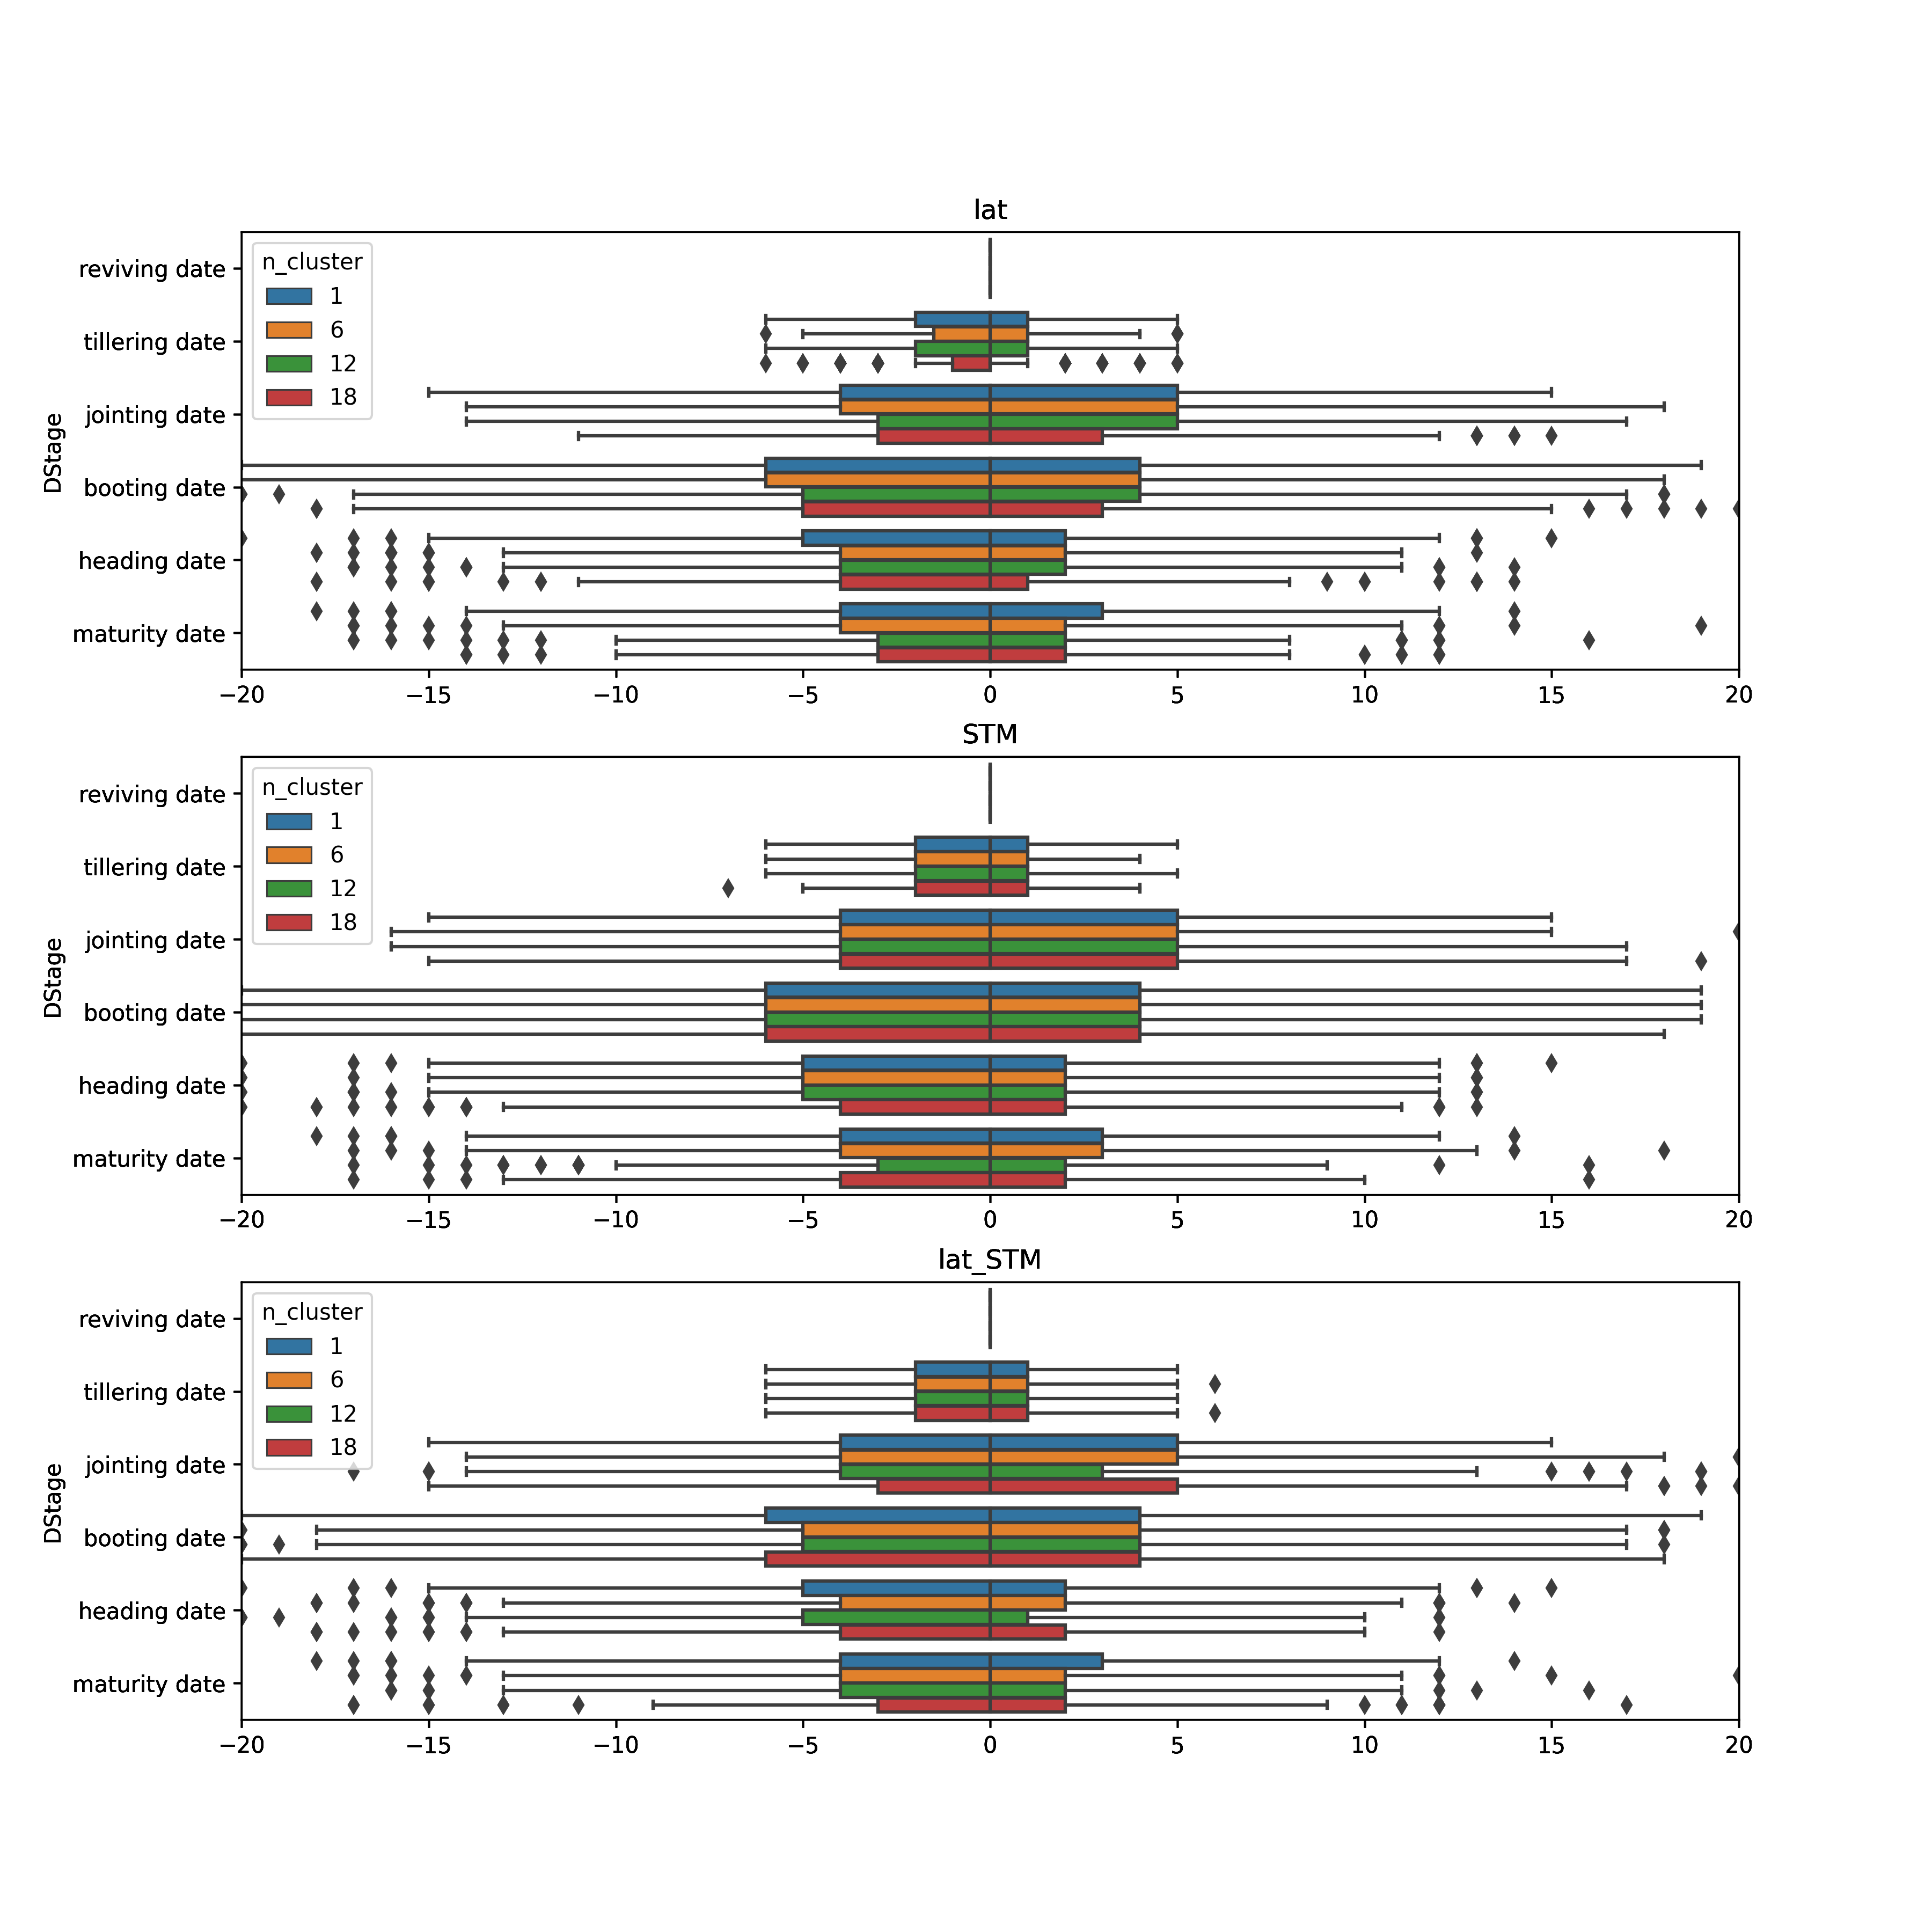 lat
n_cluster
1
6
12
18
DStage
reviving date
tillering date
jointing date
booting date
heading date
maturity date
−20 −15 −10 −5 0 5 10 15 20
STM
n_cluster
1
6
12
18
DStage
reviving date
tillering date
jointing date
booting date
heading date
maturity date
−20 −15 −10 −5 0 5 10 15 20
lat_STM
n_cluster
1
6
12
18
DStage
reviving date
tillering date
jointing date
booting date
heading date
maturity date
−20 −15 −10 −5 0 5 10 15 20